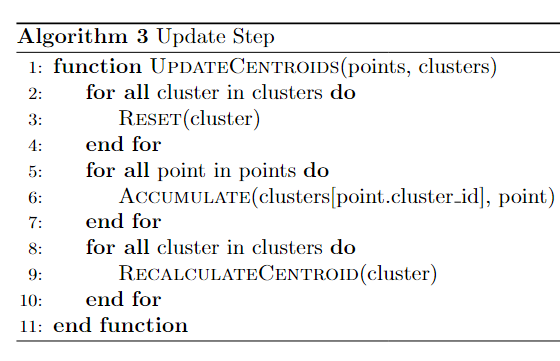 Algorithm 3 Update Step
1: function UpdateCentroids(points, clusters)
2: for all cluster in clusters do
3: Reset(cluster)
4: end for
5: for all point in points do
6: Accumulate(clusters[point.cluster_id], point)
7: end for
8: for all cluster in clusters do
9: RecalculateCentroid(cluster)
10: end for
11: end function